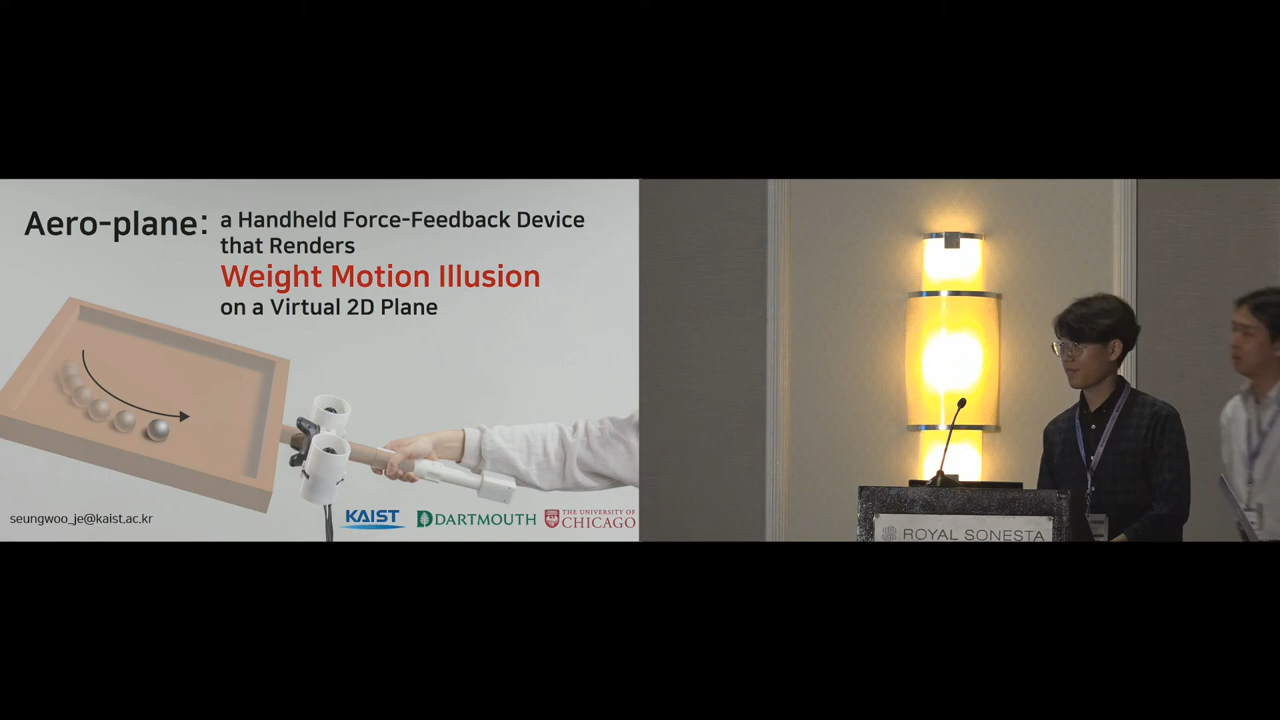 Aero-plane: a Handheld Force-Feedback Device
that Renders
Weight Motion Illusion
on a Virtual 2D Plane
seungwoo_je@kaist.ac.kr
KAIST
DARTMOUTH
THE UNIVERSITY OF
CHICAGO
ROYAL SONESTA